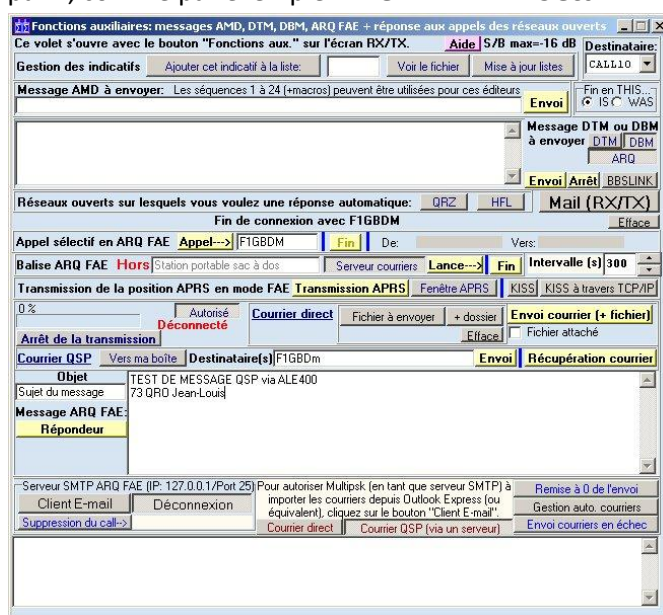 Fonctions auxiliaires: messages AMD, DTM, DBM, ARQ FAE + réponse aux appels des réseaux ouverts
Ce volet s'ouvre avec le bouton "Fonctions aux." sur l'écran RX/TX. Aide S/B max=-16 dB Destinataire:
Gestion des indicatifs Ajouter cet indicatif à la liste: Voir le fichier Mise à jour listes CALL10
Message AMD à envoyer: Les séquences 1 à 24 (+macros) peuvent être utilisées pour ces éditeurs Envoi Fin en THIS...
IS WAS
Message DTM ou DBM
à envoyer DTM DBM
ARQ
Envoi Arrêt BBSLINK
Réseaux ouverts sur lesquels vous voulez une réponse automatique: QRZ HFL Mail (RX/TX)
Fin de connexion avec F1GBDM Efface
Appel sélectif en ARQ FAE Appel---> F1GBDM Fin De: Vers:
Balise ARQ FAE Hors Station portable sac à dos Serveur courriers Lance---> Fin Intervalle (s) 300
Transmission de la position APRS en mode FAE Transmission APRS Fenêtre APRS KISS KISS à travers TCP/IP
0 % Autorisé Courrier direct Fichier à envoyer + dossier Envoi courrier (+ fichier)
Déconnecté
Arrêt de la transmission Efface Fichier attaché
Courrier QSP Vers ma boîte Destinataire(s) F1GBDm Envoi Récupération courrier
Objet TEST DE MESSAGE QSP via ALE400
Sujet du message 73 QRO Jean-Louis
Message ARQ FAE:
Répondeur
Serveur SMTP ARQ FAE (IP: 127.0.0.1/Port 25) Pour autoriser Multipsk (en tant que serveur SMTP) à Remise à 0 de l'envoi
Client E-mail Déconnexion importer les courriers depuis Outlook Express (ou Gestion auto. courriers
équivalent), cliquez sur le bouton "Client E-mail".
Suppression du call--> Courrier direct Courrier QSP (via un serveur) Envoi courriers en échec